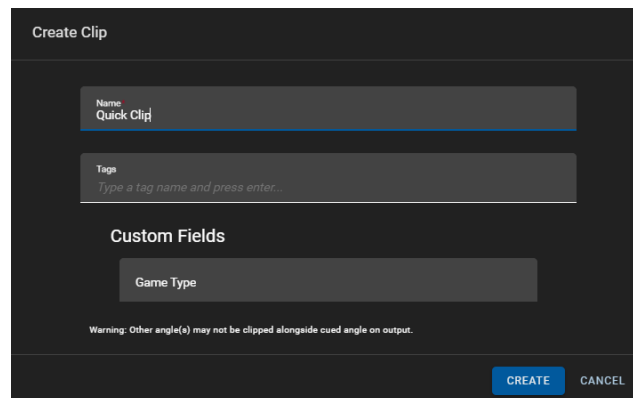 Create Clip
Name
Quick Clip
Tags
Type a tag name and press enter...
Custom Fields
Game Type
Warning: Other angle(s) may not be clipped alongside cued angle on output.
CREATE CANCEL